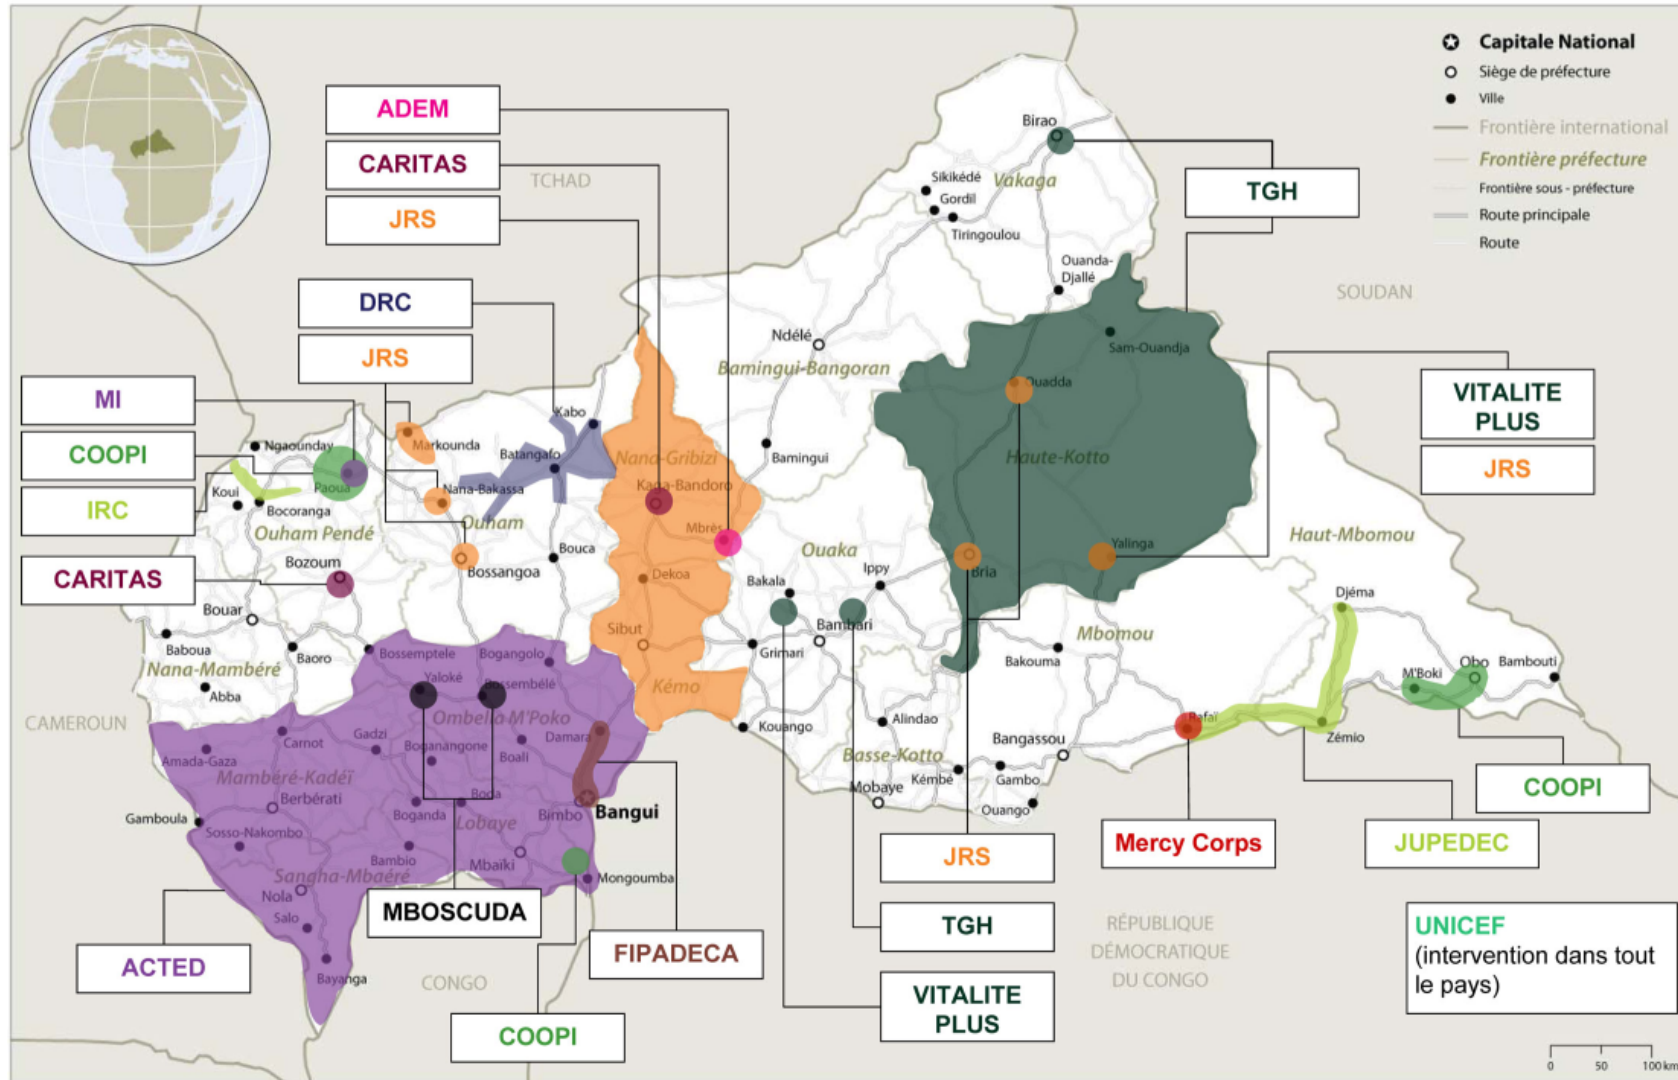 Capitale National
Siège de préfecture
Ville
Frontière international
Frontière préfecture
Frontière sous - préfecture
Route principale
Route
ADEM
CARITAS
JRS
TCHAD
DRC
JRS
MI
COOPI
IRC
CARITAS
TGH
SOUDAN
VITALITE
PLUS
JRS
Birao
Vakaga
Sikikédé
Gordil
Tiringoulou
Ouanda-
Djallé
Sam-Ouandja
Ndélé
Bamingui-Bangoran
Ouadda
Haute-Kotto
Bamingui
Kabo
Markounda
Batangafo
Nana-Gribizi
Kaga-Bandoro
Ngaounday
Paoua
Koui
Bocoranga
Nana-Bakassa
Ouham
Ouham Pendé
Mbrès
Ouaka
Bozoum
Bossangoa
Bouca
Dekoa
Bakala
Ippy
Bria
Yalinga
Haut-Mbomou
Djéma
Bouar
Baboua
Baoro
Nana-Mambéré
Abba
Bossemptele
Bogangolo
Sibut
Grimari
Bambari
Mbomou
Bakouma
M'Boki
Obo
Bambouti
Yaloké
Bossembélé
Kémo
CAMEROUN
Ombella M'Poko
Damara
Kouango
Alindao
Rafaï
Zémio
Carnot
Gadzi
Boganangone
Boali
Basse-Kotto
Bangassou
Amada-Gaza
Mambéré-Kadéï
Kémbé
Gambo
Mobaye
Ouango
Berbérati
Boganda
Boda
Bimbo
Bangui
Gamboula
Lobaye
Sosso-Nakombo
Bambio
Mbaïki
Mongoumba
Sangha-Mbaéré
Nola
Salo
Bayanga
COOPI
JUPEDEC
Mercy Corps
JRS
MBOSCUDA
TGH
FIPADECA
ACTED
CONGO
COOPI
VITALITE
PLUS
RÉPUBLIQUE
DÉMOCRATIQUE
DU CONGO
UNICEF
(intervention dans tout
le pays)
0 50 100 km